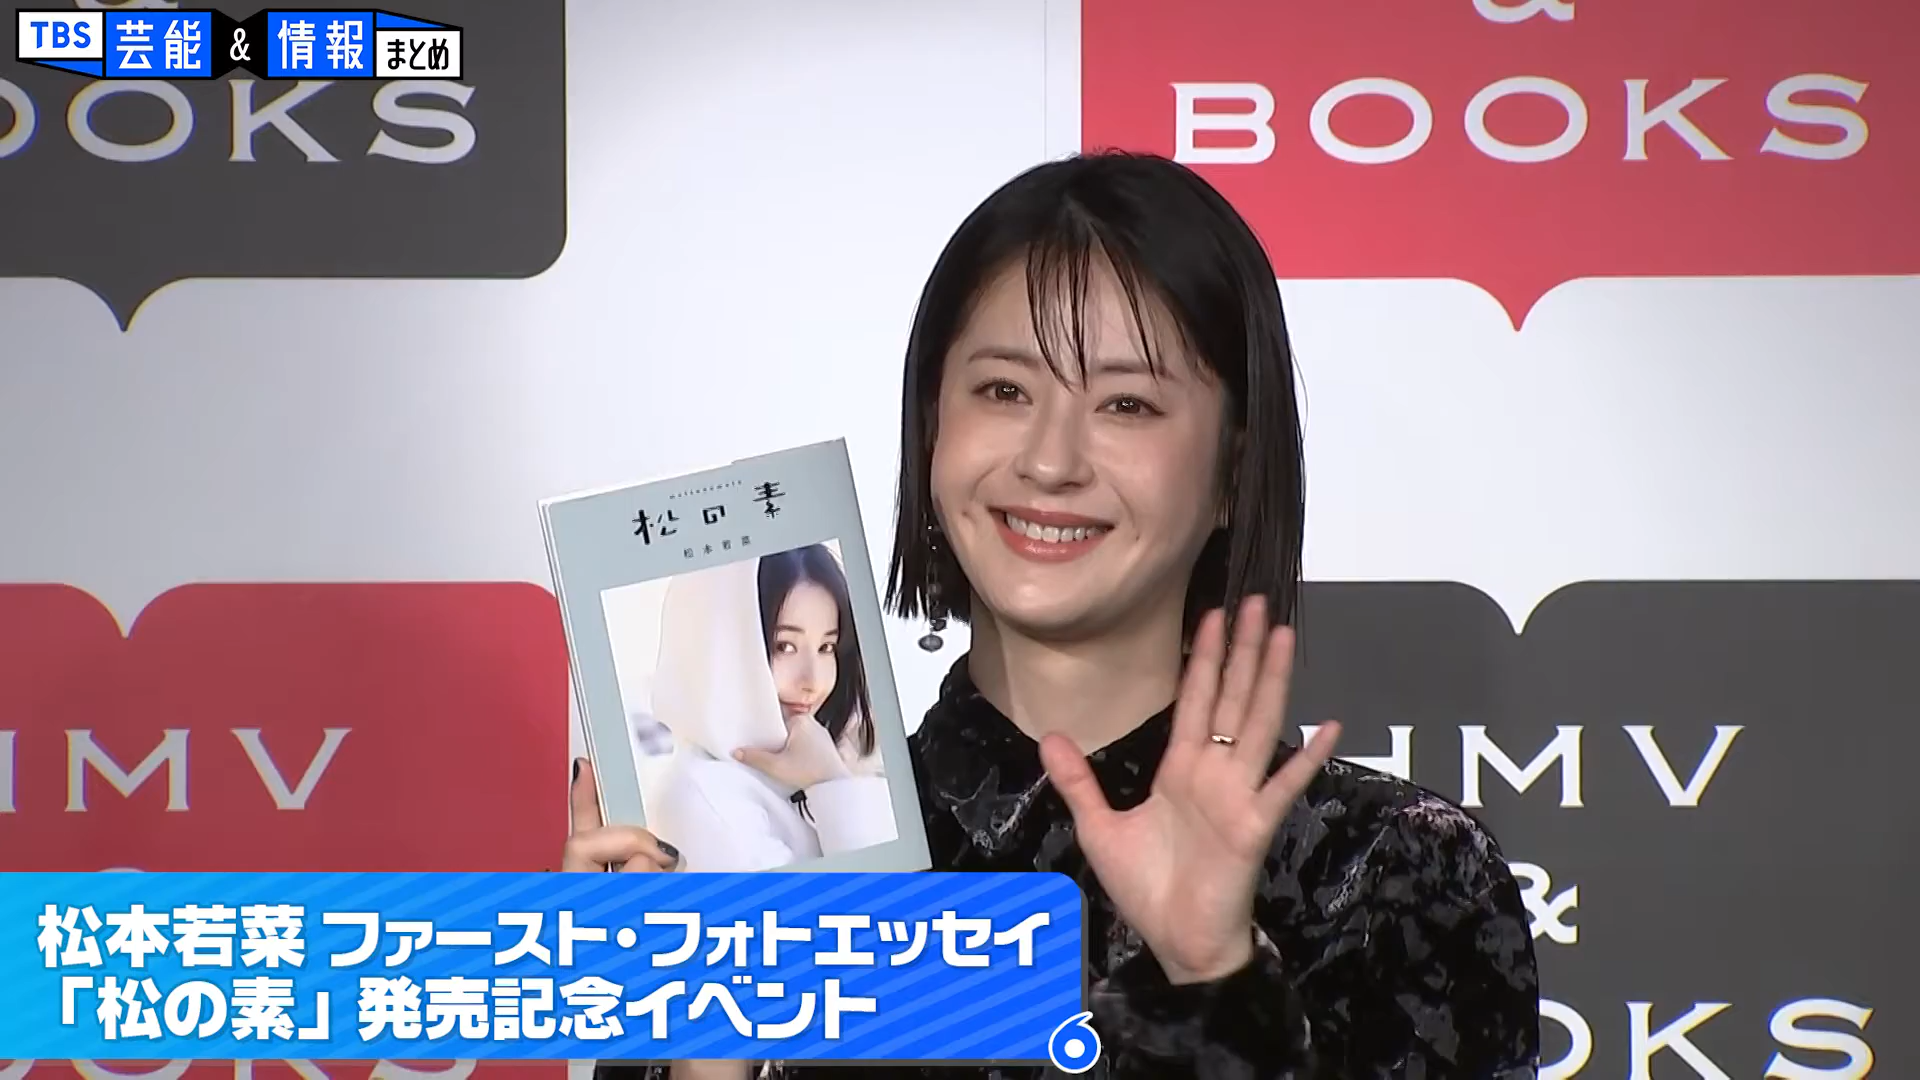 TBS 芸能 & 情報 まとめ
&
&
OOKS
BOOKS
matsunomoto
松の素
松本若菜
HMV
HMV
&
松本若菜 ファースト・フォトエッセイ
「松の素」発売記念イベント
OOKS
OKS